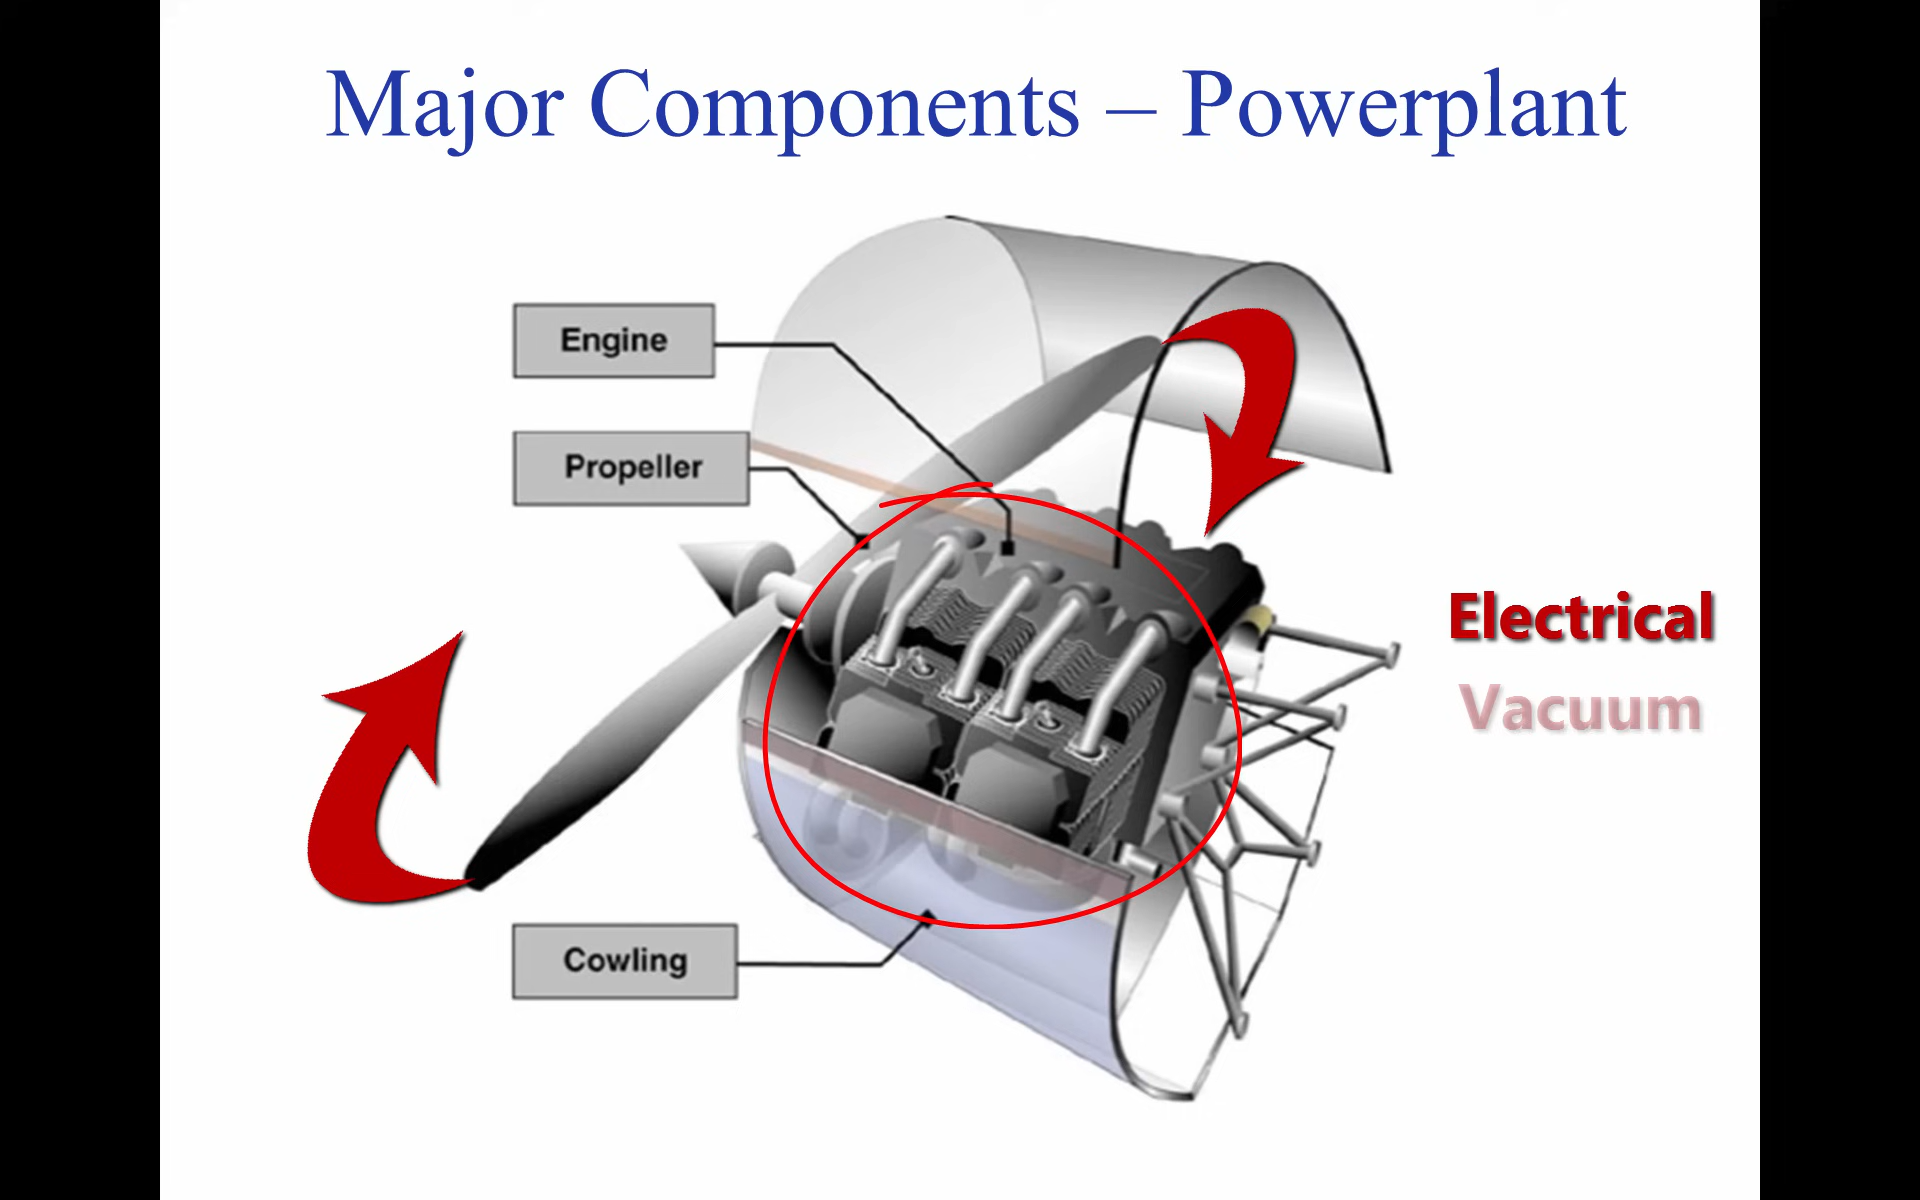 Major Components – Powerplant
Engine
Propeller
Electrical
Vacuum
Cowling